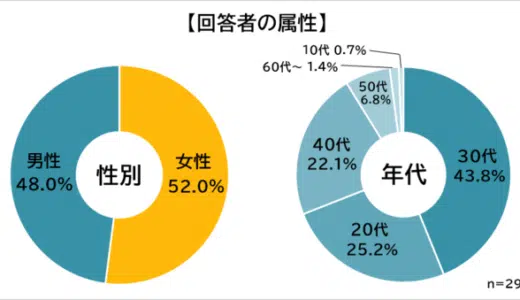 【回答者の属性】
男性
48.0%
性別
女性
52.0%
10代 0.7%
60代～ 1.4%
50代
6.8%
40代
22.1%
年代
30代
43.8%
20代
25.2%
n=29